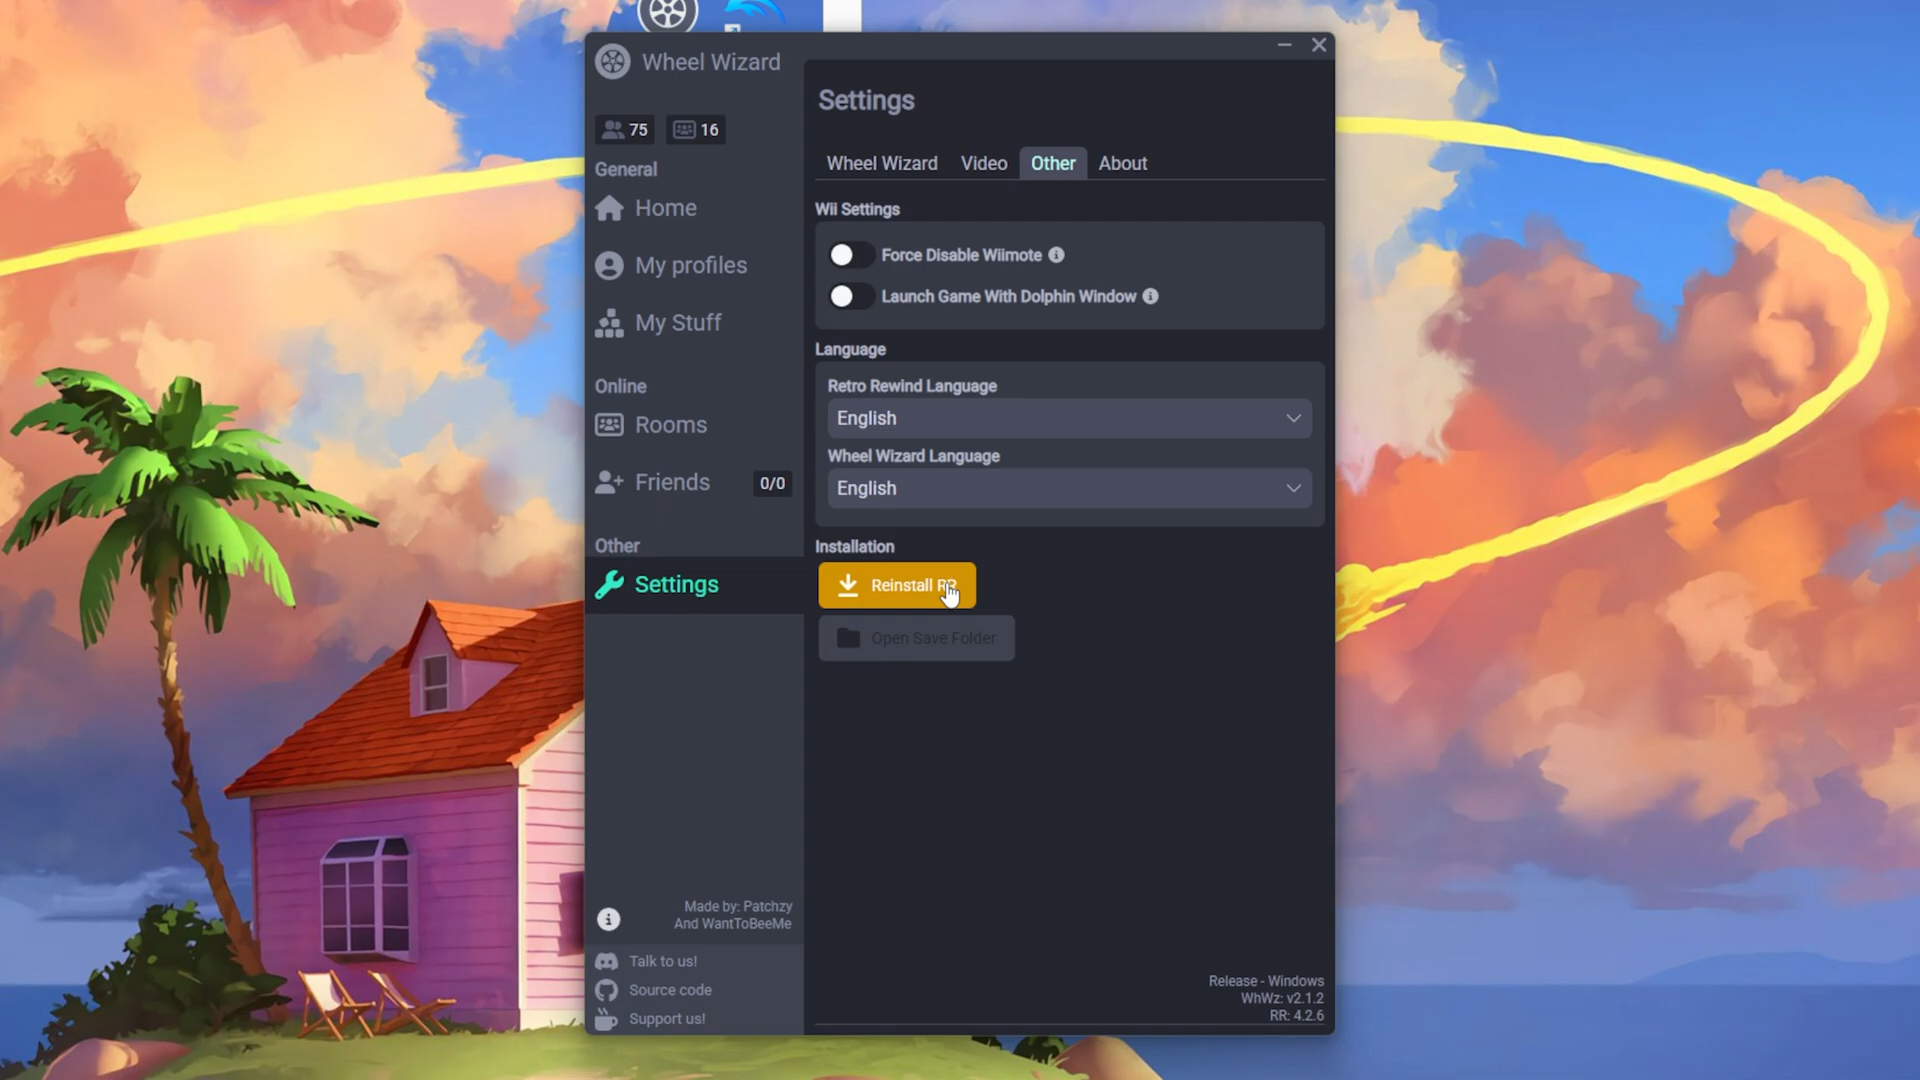 Wheel Wizard
75
16
General
Home
My profiles
My Stuff
Online
Rooms
Friends
0/0
Other
Settings
Made by: Patchzy
And WantToBeeMe
Talk to us!
Source code
Support us!
Settings
Wheel Wizard
Video
Other
About
Wii Settings
Force Disable Wiimote
Launch Game With Dolphin Window
Language
Retro Rewind Language
English
Wheel Wizard Language
English
Installation
Reinstall RR
Open Save Folder
Release - Windows
WhWz: v2.1.2
RR: 4.2.6